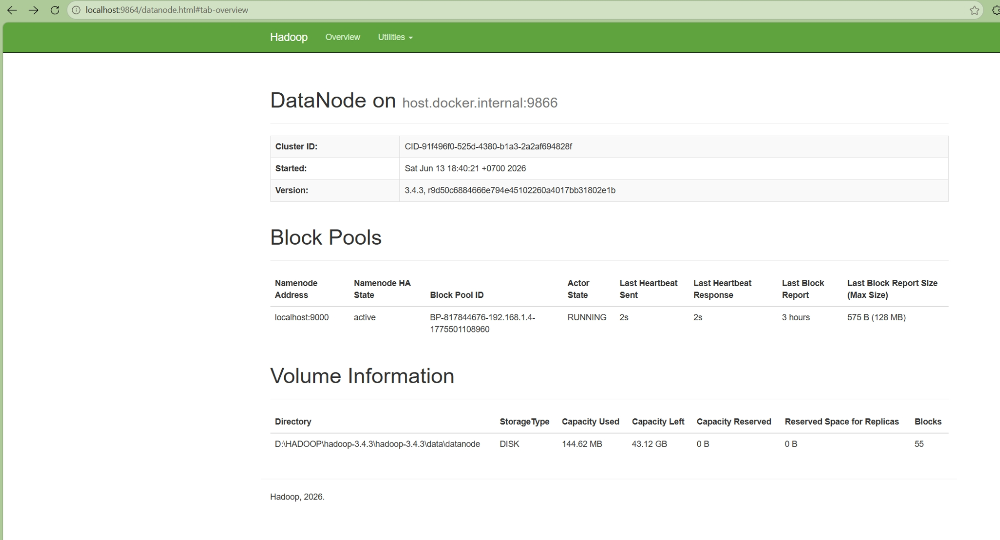 localhost:9864/datanode.html#tab-overview
Hadoop Overview Utilities
DataNode on host.docker.internal:9866
Cluster ID: CID-91f496f0-525d-4380-b1a3-2a2af694828f
Started: Sat Jun 13 18:40:21 +0700 2026
Version: 3.4.3, r9d50c6884666e794e45102260a4017bb31802e1b
Block Pools
Namenode Address Namenode HA State Block Pool ID Actor State Last Heartbeat Sent Last Heartbeat Response Last Block Report Last Block Report Size (Max Size)
localhost:9000 active BP-817844676-192.168.1.4-1775501108960 RUNNING 2s 2s 3 hours 575 B (128 MB)
Volume Information
Directory StorageType Capacity Used Capacity Left Capacity Reserved Reserved Space for Replicas Blocks
D:\HADOOP\hadoop-3.4.3\hadoop-3.4.3\data\datanode DISK 144.62 MB 43.12 GB 0 B 0 B 55
Hadoop, 2026.